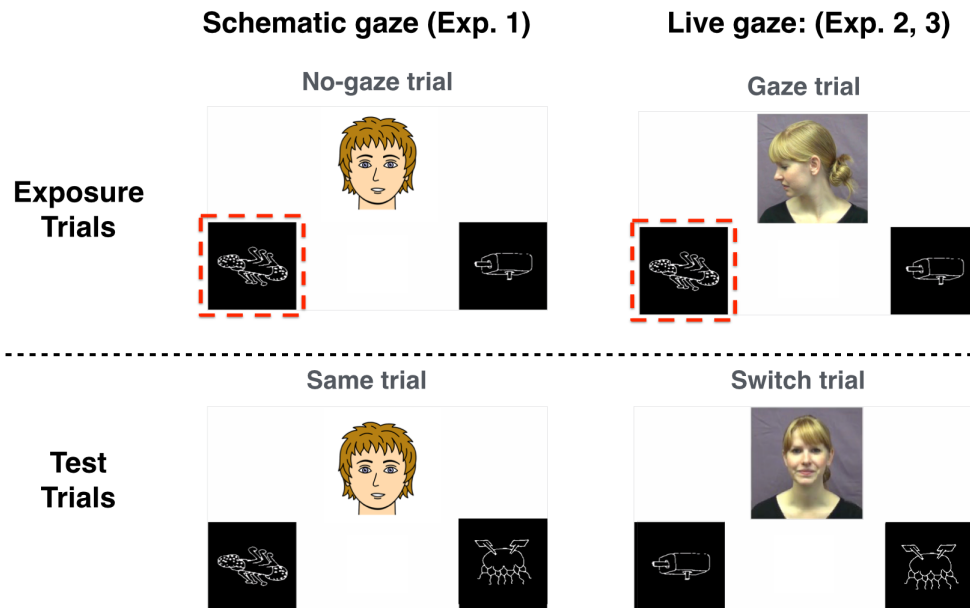 Schematic gaze (Exp. 1)
Live gaze: (Exp. 2, 3)
No-gaze trial
Gaze trial
Exposure
Trials
Same trial
Switch trial
Test
Trials